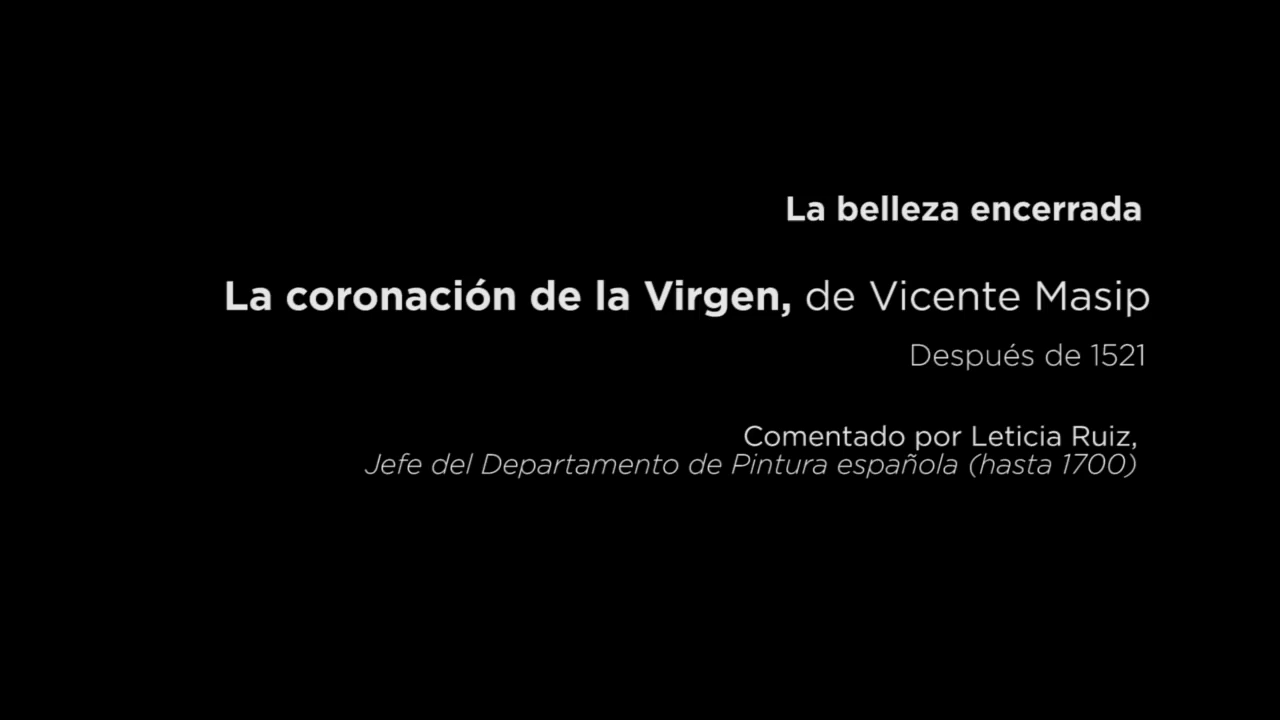 La belleza encerrada
La coronación de la Virgen, de Vicente Masip
Después de 1521
Comentado por Leticia Ruiz,
Jefe del Departamento de Pintura española (hasta 1700)